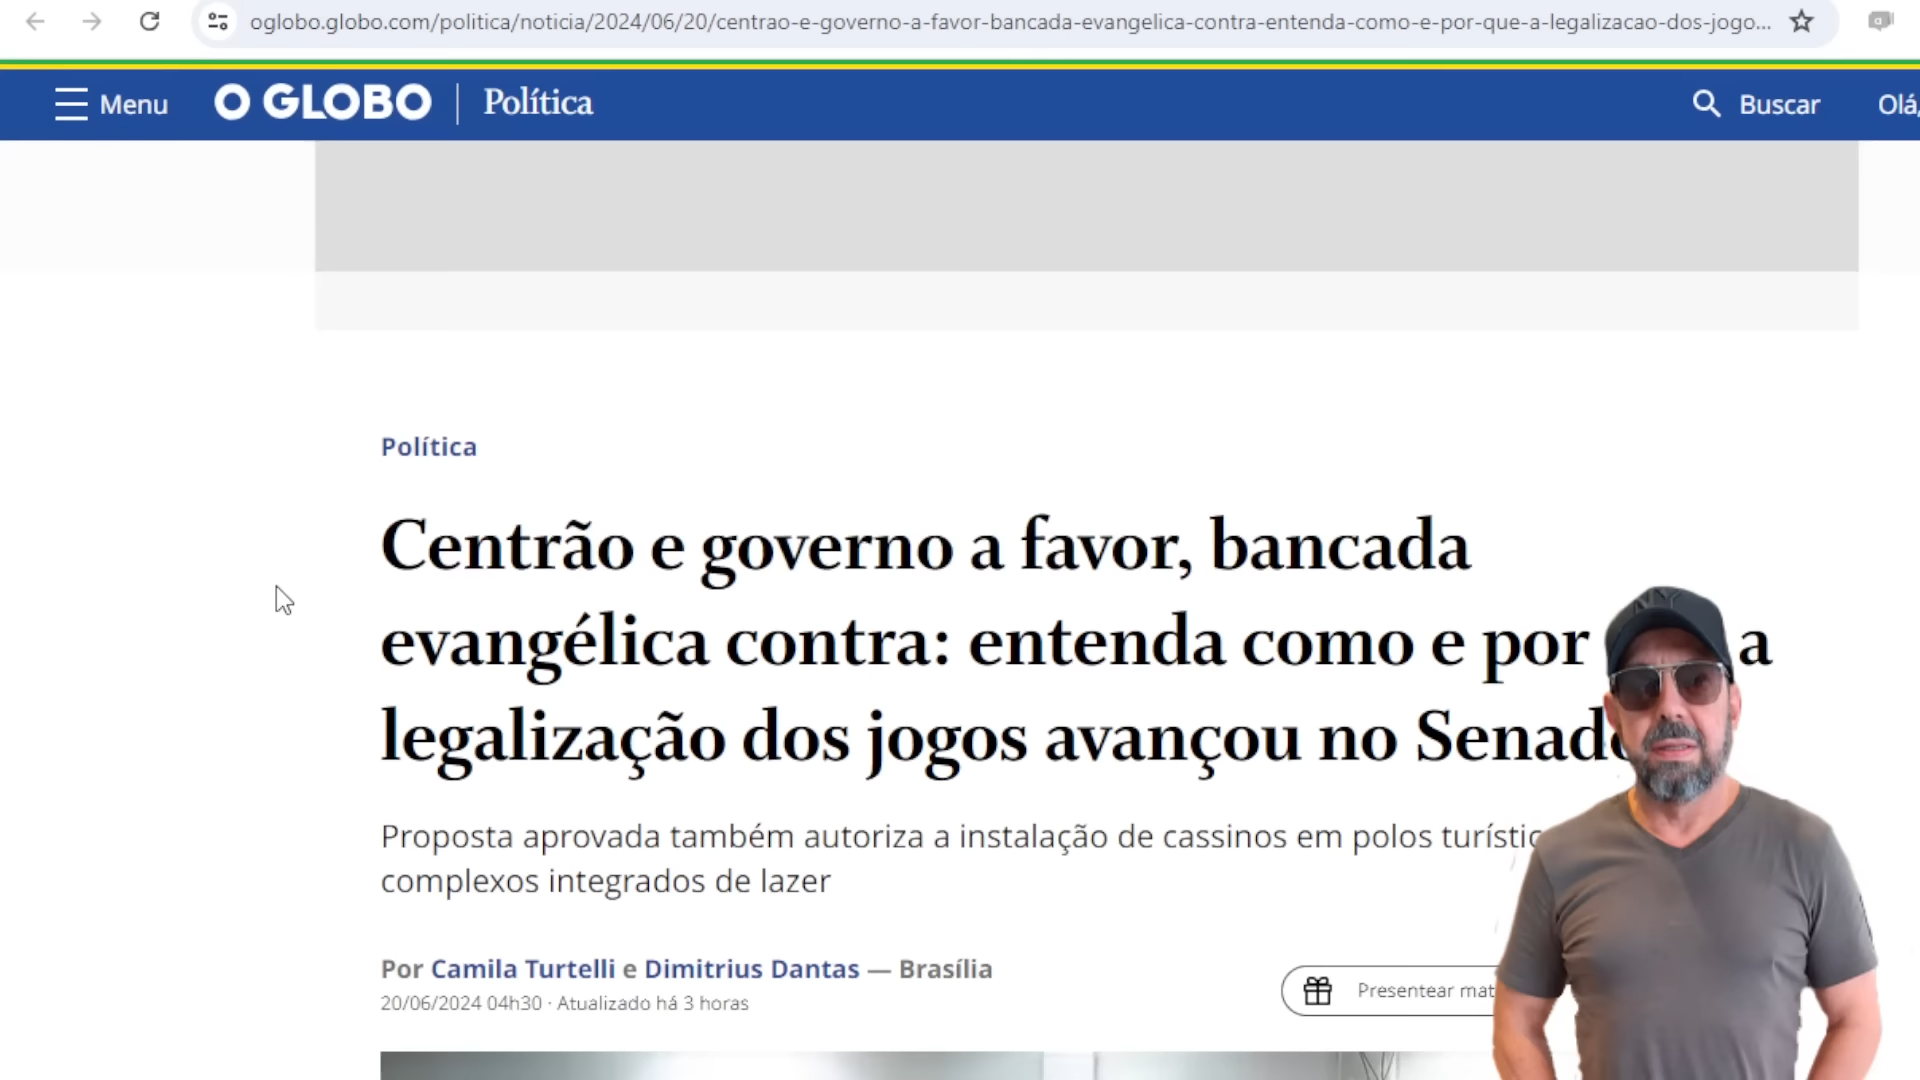 oglobo.globo.com/politica/noticia/2024/06/20/centrao-e-governo-a-favor-bancada-evangelica-contra-entenda-como-e-por-que-a-legalizacao-dos-jogo...
Menu O GLOBO Política Buscar Olá,
Política
Centrão e governo a favor, bancada
evangélica contra: entenda como e por a
legalização dos jogos avançou no Senado
Proposta aprovada também autoriza a instalação de cassinos em polos turístic
complexos integrados de lazer
Por Camila Turtelli e Dimitrius Dantas — Brasília
20/06/2024 04h30 · Atualizado há 3 horas
Presentear mat
NY